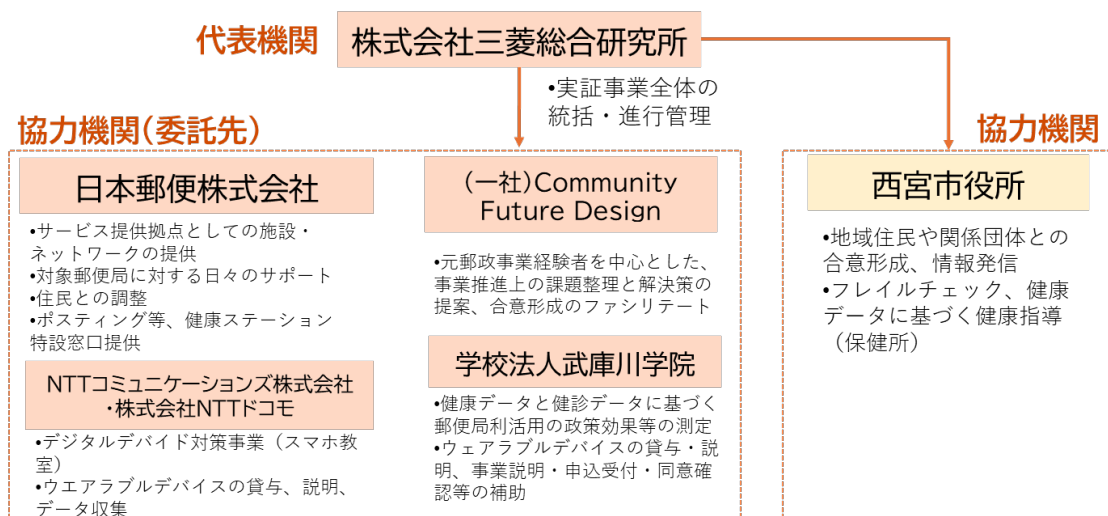 代表機関
株式会社三菱総合研究所
•実証事業全体の
統括・進行管理
協力機関(委託先)
日本郵便株式会社
•サービス提供拠点としての施設・
ネットワークの提供
•対象郵便局に対する日々のサポート
•住民との調整
•ポスティング等、健康ステーション
特設窓口提供
NTTコミュニケーションズ株式会社
・株式会社NTTドコモ
•デジタルデバイド対策事業（スマホ教
室）
•ウエアラブルデバイスの貸与、説明、
データ収集
(一社)Community
Future Design
•元郵政事業経験者を中心とした、
事業推進上の課題整理と解決策の
提案、合意形成のファシリテート
学校法人武庫川学院
•健康データと健診データに基づく
郵便局利活用の政策効果等の測定
•ウェアラブルデバイスの貸与・説
明、事業説明・申込受付・同意確
認等の補助
協力機関
西宮市役所
•地域住民や関係団体との
合意形成、情報発信
•フレイルチェック、健康
データに基づく健康指導
（保健所）